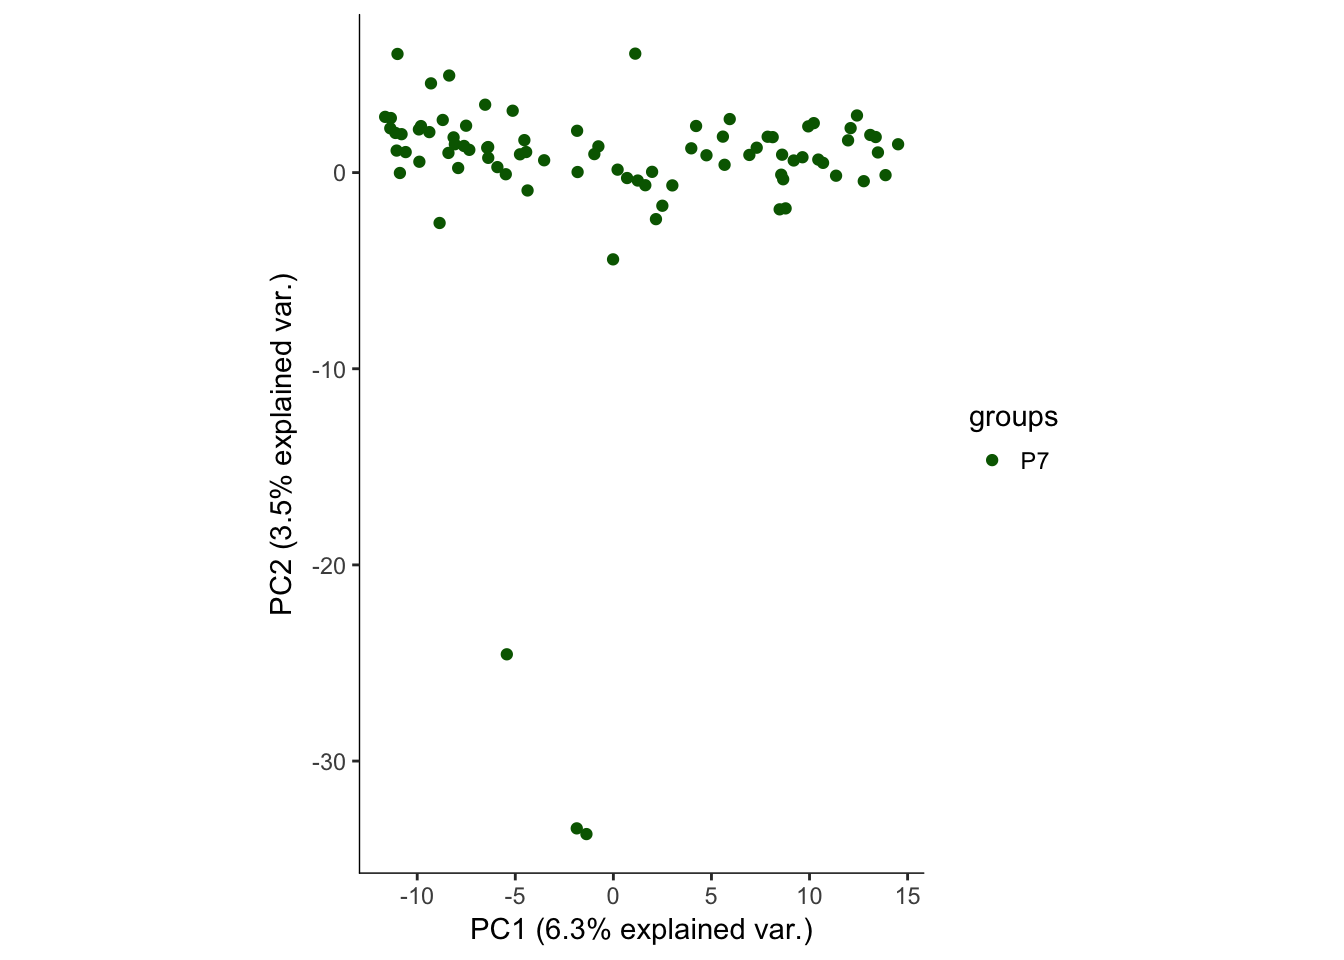 0
-10
-20
-30
PC2 (3.5% explained var.)
-10
-5
0
5
10
15
PC1 (6.3% explained var.)
groups
P7